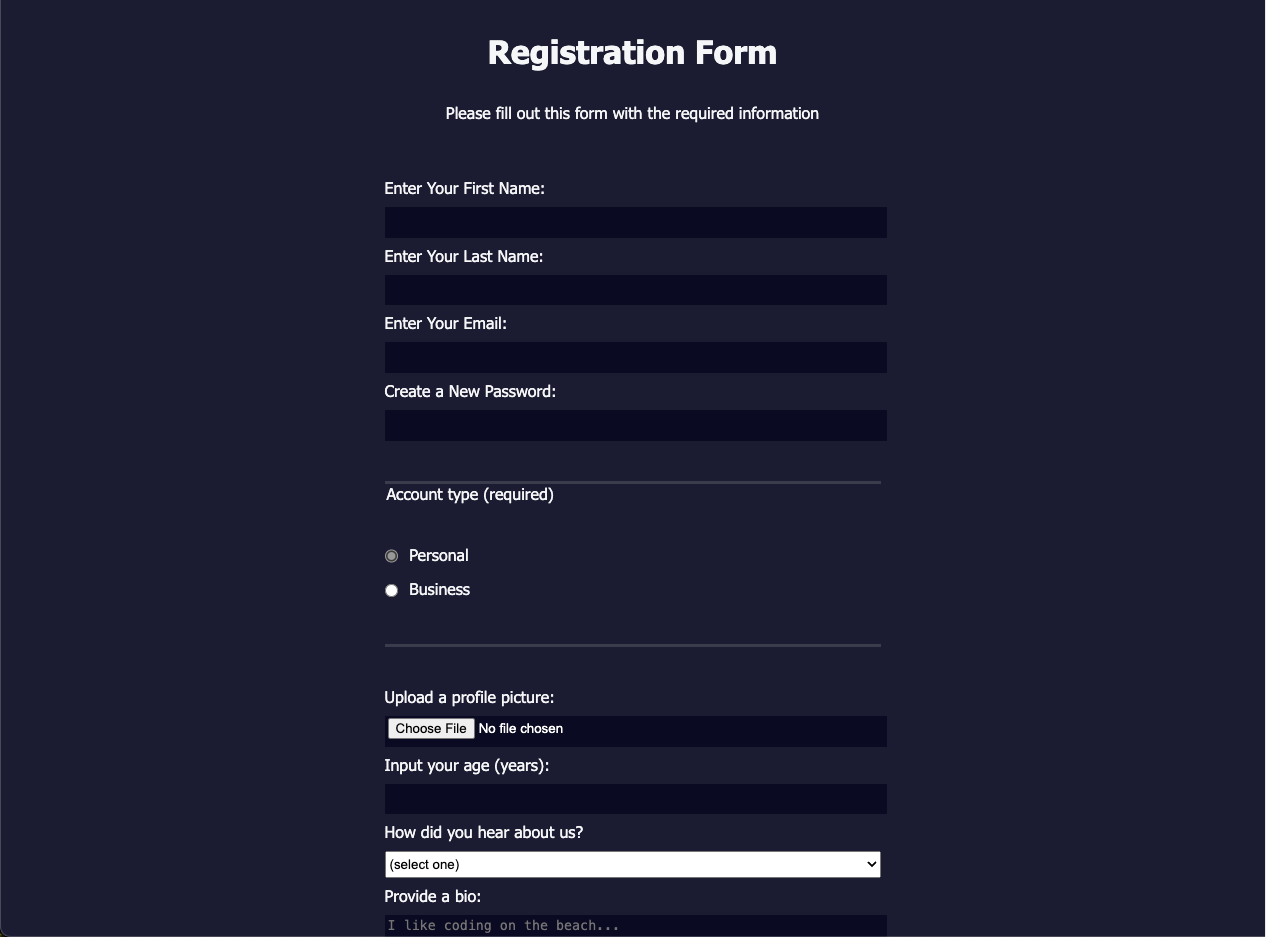 Registration Form
Please fill out this form with the required information
Enter Your First Name:
Enter Your Last Name:
Enter Your Email:
Create a New Password:
Account type (required)
Personal
Business
Upload a profile picture:
Choose File No file chosen
Input your age (years):
How did you hear about us?
(select one)
Provide a bio:
I like coding on the beach...